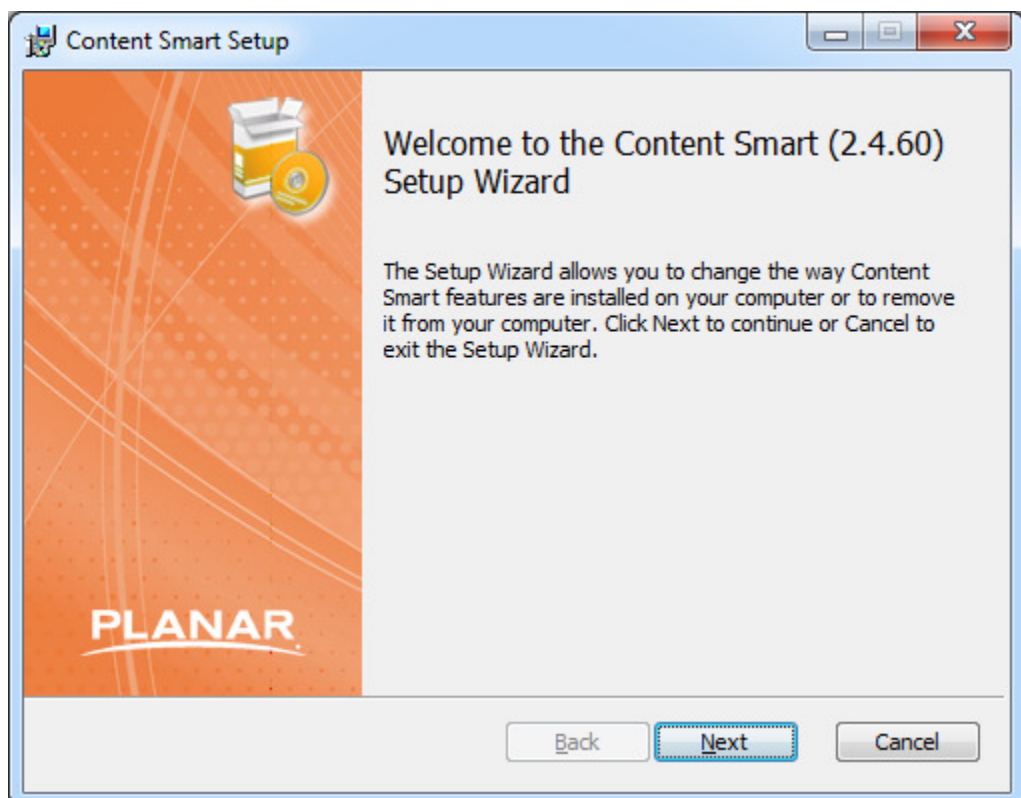 Content Smart Setup
Welcome to the Content Smart (2.4.60)
Setup Wizard
The Setup Wizard allows you to change the way Content
Smart features are installed on your computer or to remove
it from your computer. Click Next to continue or Cancel to
exit the Setup Wizard.
PLANAR
Back Next Cancel